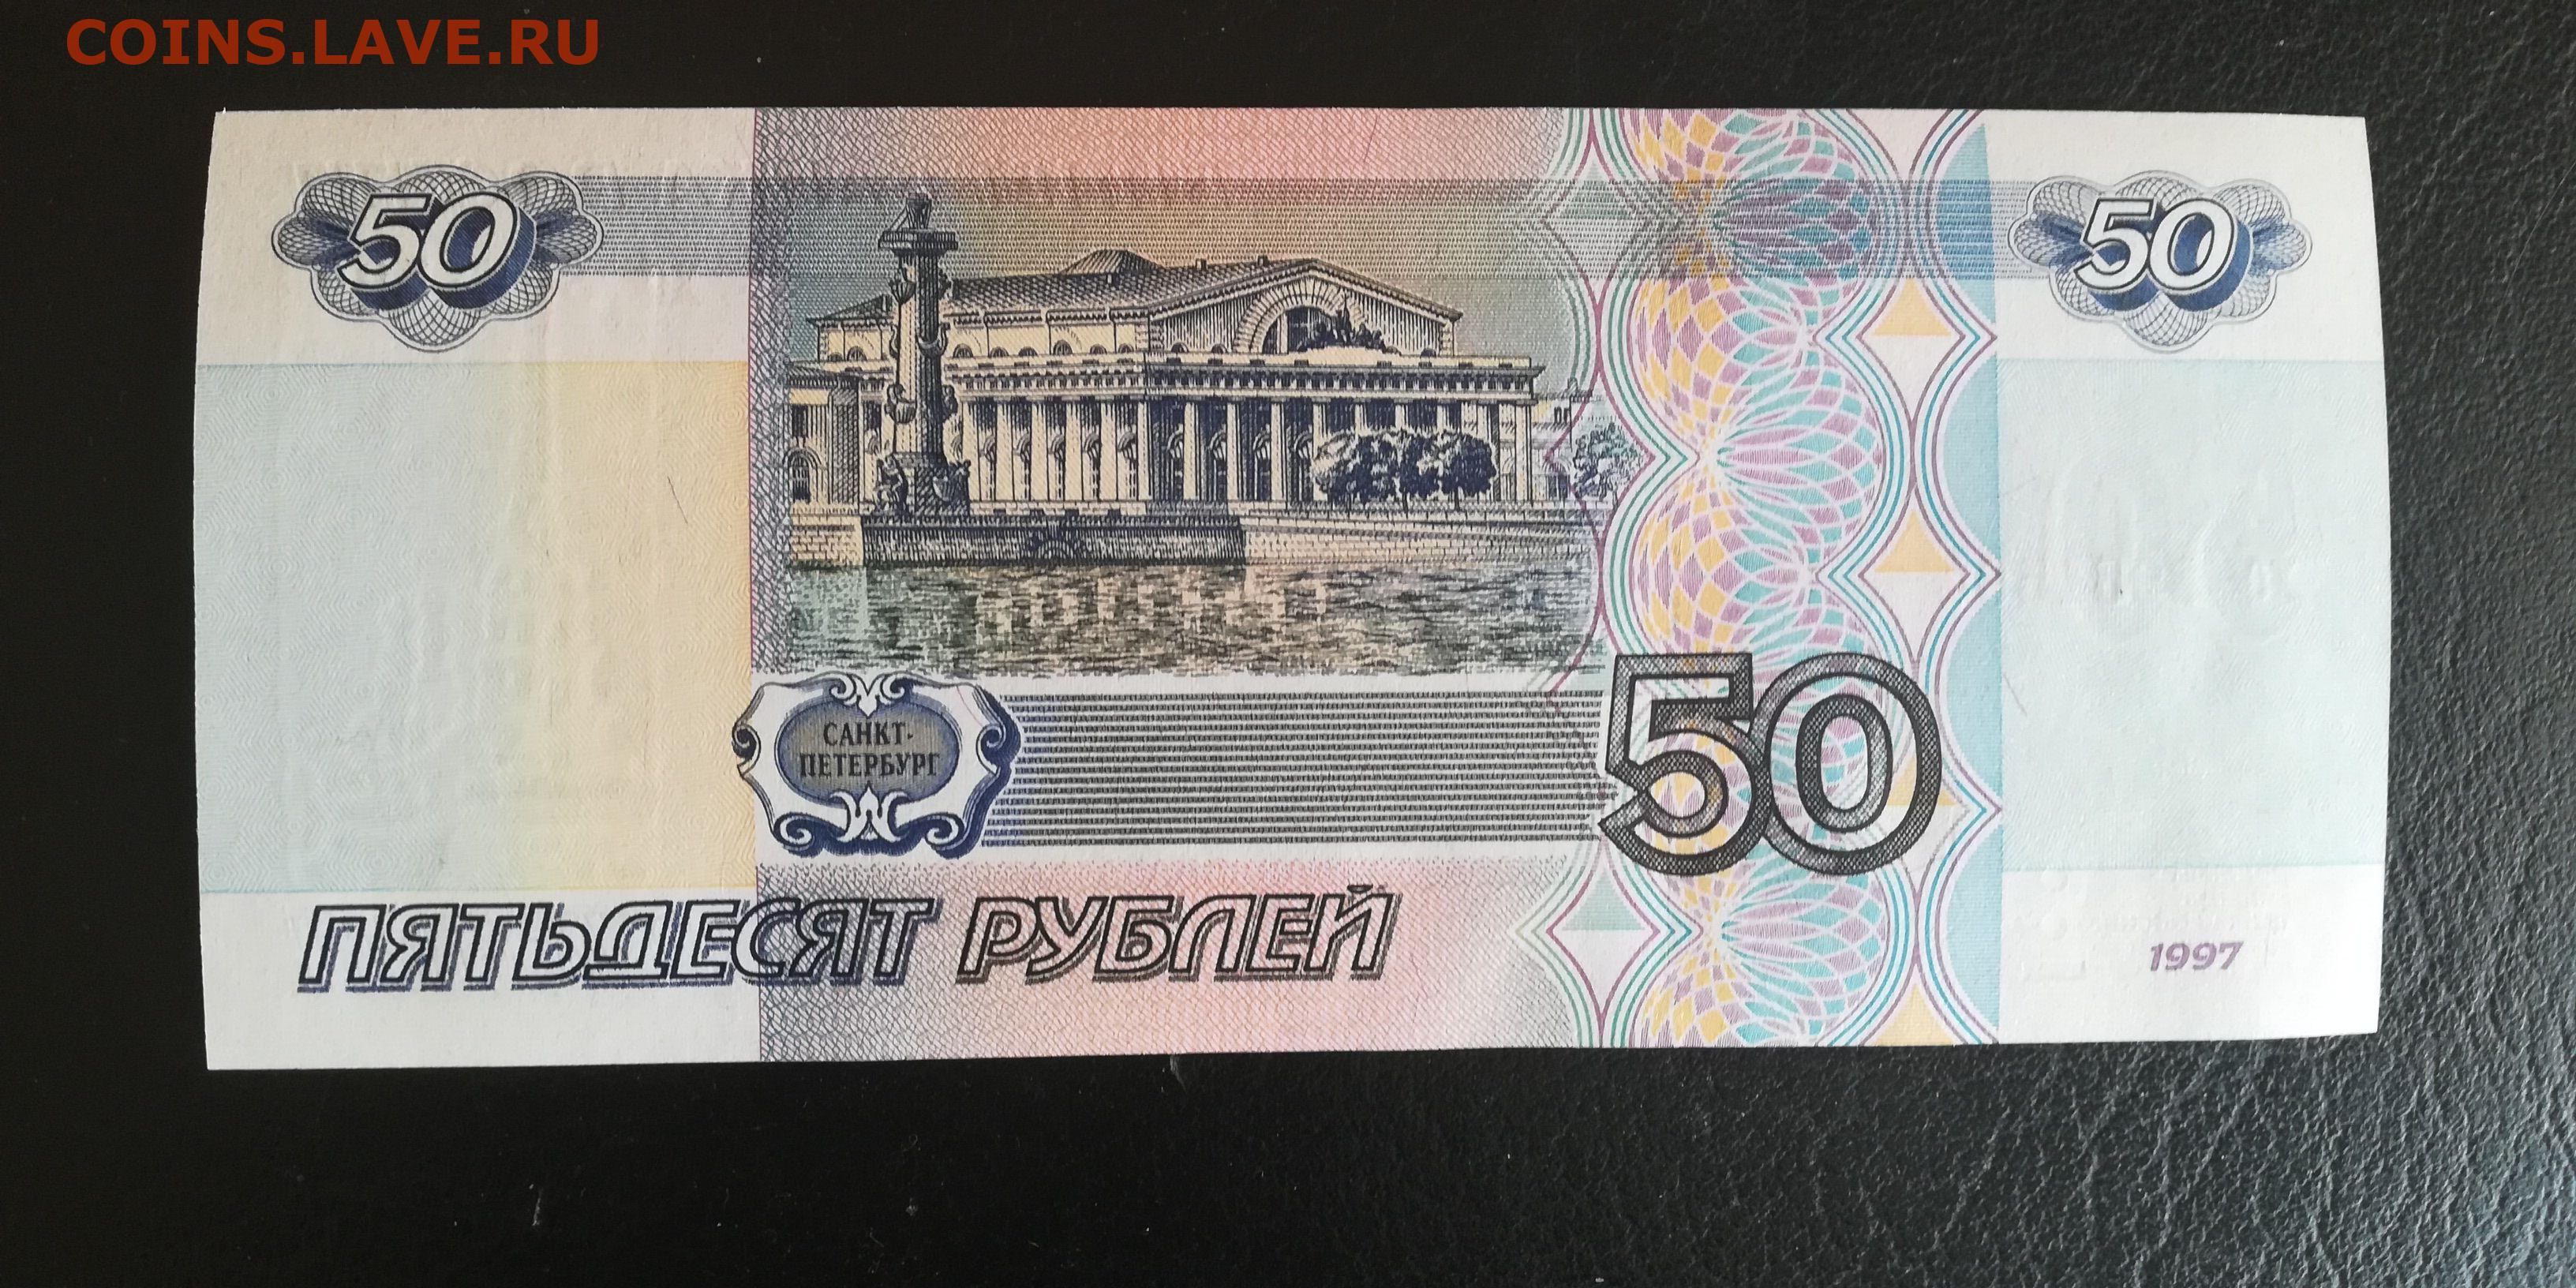 COINS.LAVE.RU
50
50
САНКТ-
ПЕТЕРБУРГ
50
ПЯТЬДЕСЯТ РУБЛЕЙ
1997